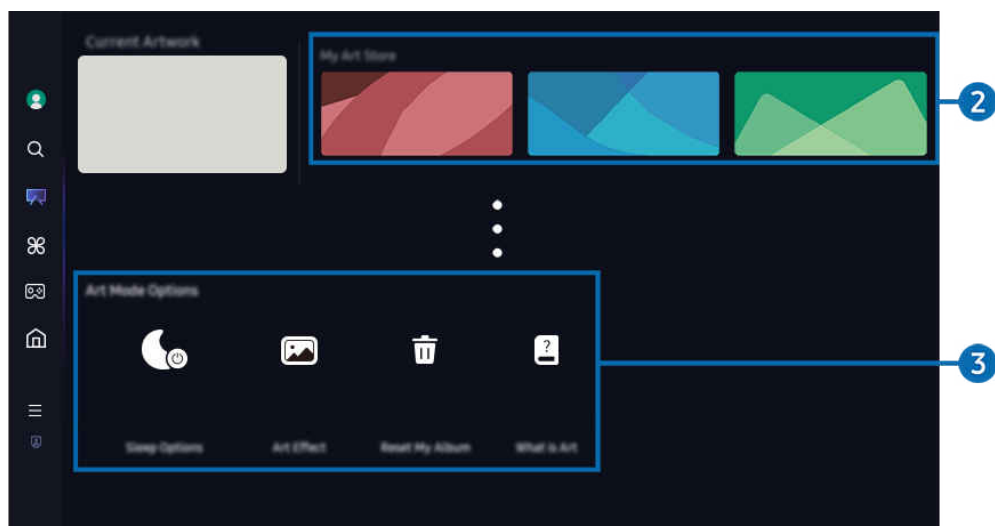 Current Artwork
My Art Store
2
Art Mode Options
?
3
Sleep Options
Art Effect
Reset My Album
What is Art